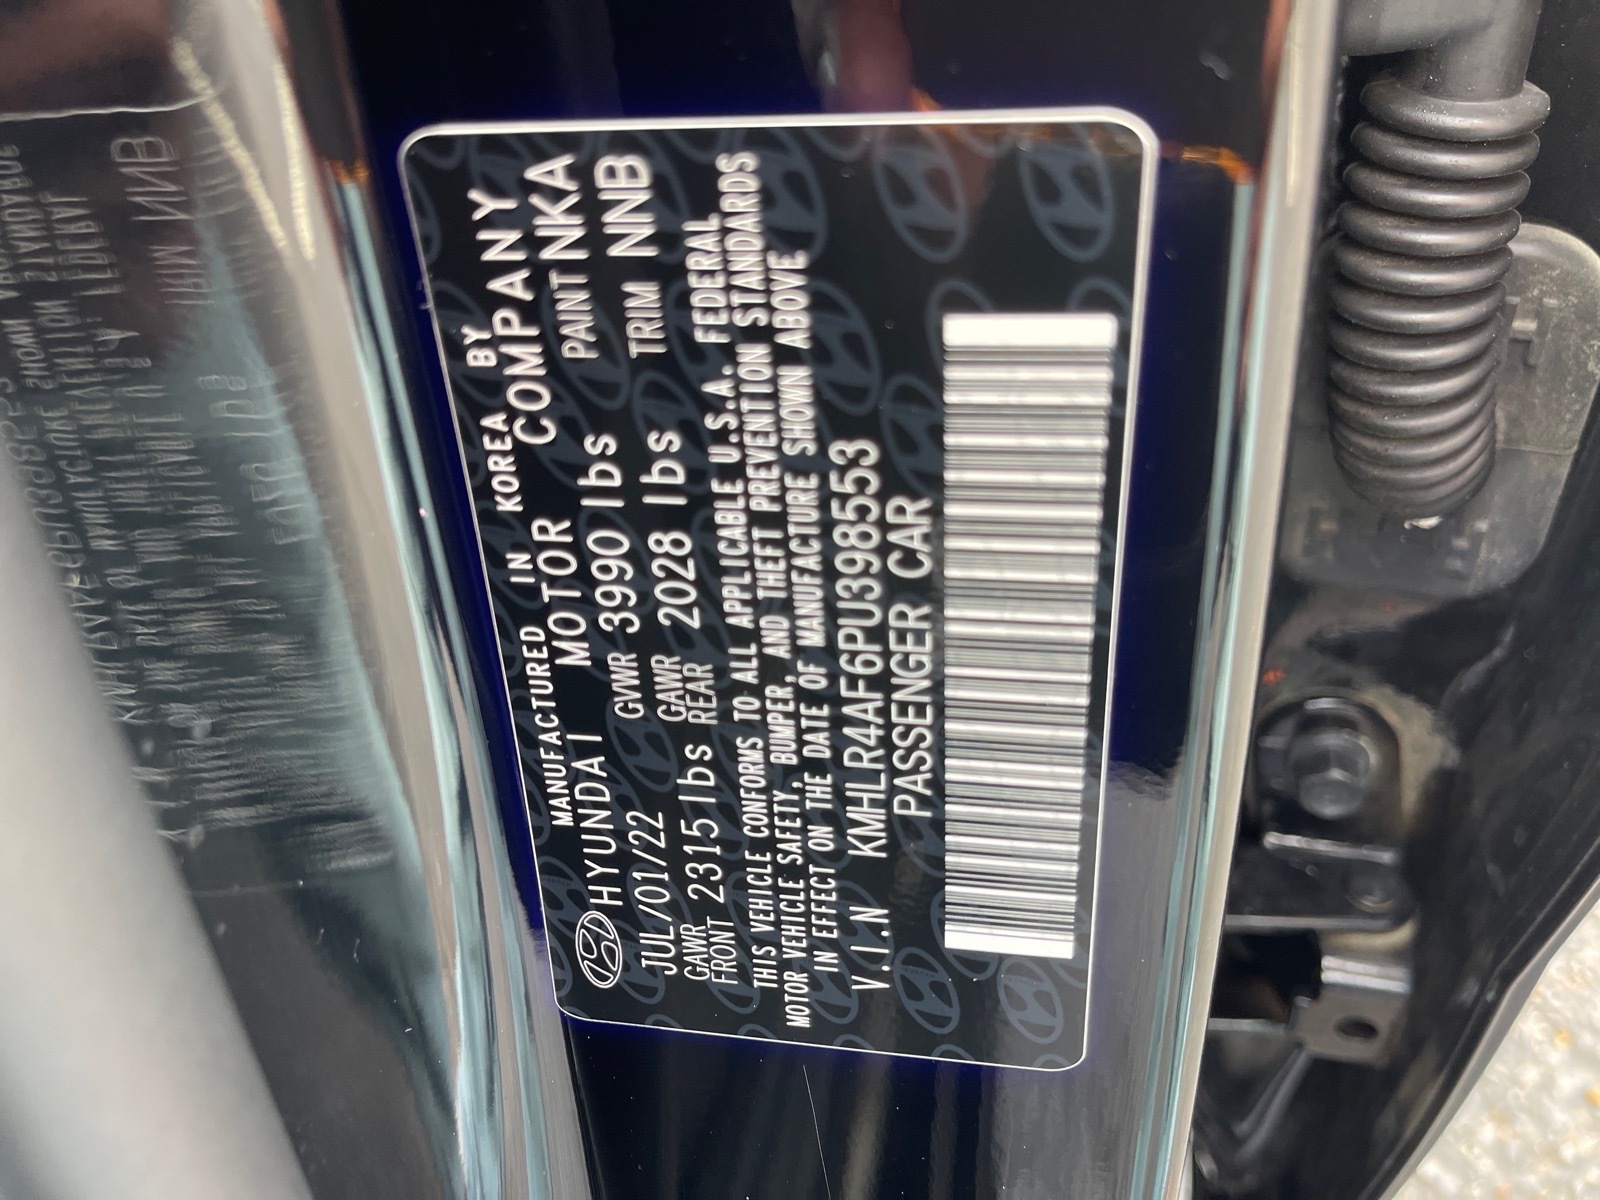 MANUFACTURED IN KOREA BY
HYUNDAI MOTOR COMPANY
JUL/01/22 GVWR 3990 lbs PAINT NKA
GAWR FRONT 2315 lbs GAWR REAR 2028 lbs TRIM NNB
THIS VEHICLE CONFORMS TO ALL APPLICABLE U.S.A. FEDERAL
MOTOR VEHICLE SAFETY, BUMPER, AND THEFT PREVENTION STANDARDS
IN EFFECT ON THE DATE OF MANUFACTURE SHOWN ABOVE
V.I.N KMHLR4AF6PU398553
PASSENGER CAR